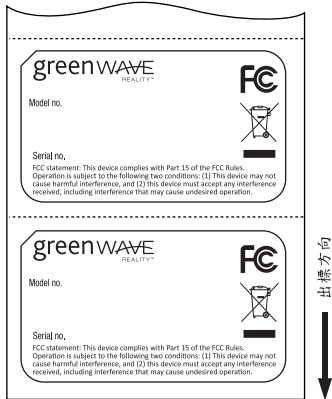 greenWAVE
REALITY™
FC
Model no.
Serial no.
FCC statement: This device complies with Part 15 of the FCC Rules.
Operation is subject to the following two conditions: (1) This device may not
cause harmful interference, and (2) this device must accept any interference
received, including interference that may cause undesired operation.
greenWAVE
REALITY™
FC
Model no.
Serial no.
FCC statement: This device complies with Part 15 of the FCC Rules.
Operation is subject to the following two conditions: (1) This device may not
cause harmful interference, and (2) this device must accept any interference
received, including interference that may cause undesired operation.
出標方向